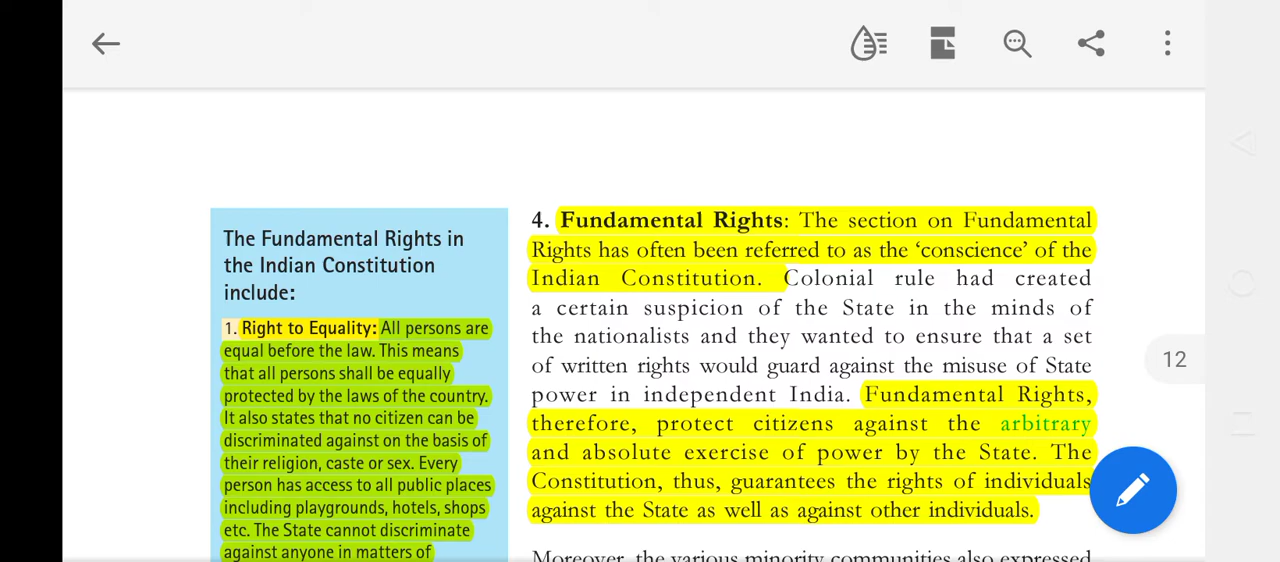 The Fundamental Rights in
the Indian Constitution
include:
1. Right to Equality: All persons are
equal before the law. This means
that all persons shall be equally
protected by the laws of the country.
It also states that no citizen can be
discriminated against on the basis of
their religion, caste or sex. Every
person has access to all public places
including playgrounds, hotels, shops
etc. The State cannot discriminate
against anyone in matters of
4. Fundamental Rights: The section on Fundamental
Rights has often been referred to as the ‘conscience’ of the
Indian Constitution. Colonial rule had created
a certain suspicion of the State in the minds of
the nationalists and they wanted to ensure that a set
of written rights would guard against the misuse of State
power in independent India. Fundamental Rights,
therefore, protect citizens against the arbitrary
and absolute exercise of power by the State. The
Constitution, thus, guarantees the rights of individuals
against the State as well as against other individuals.
Moreover, the various minority communities also expressed
12